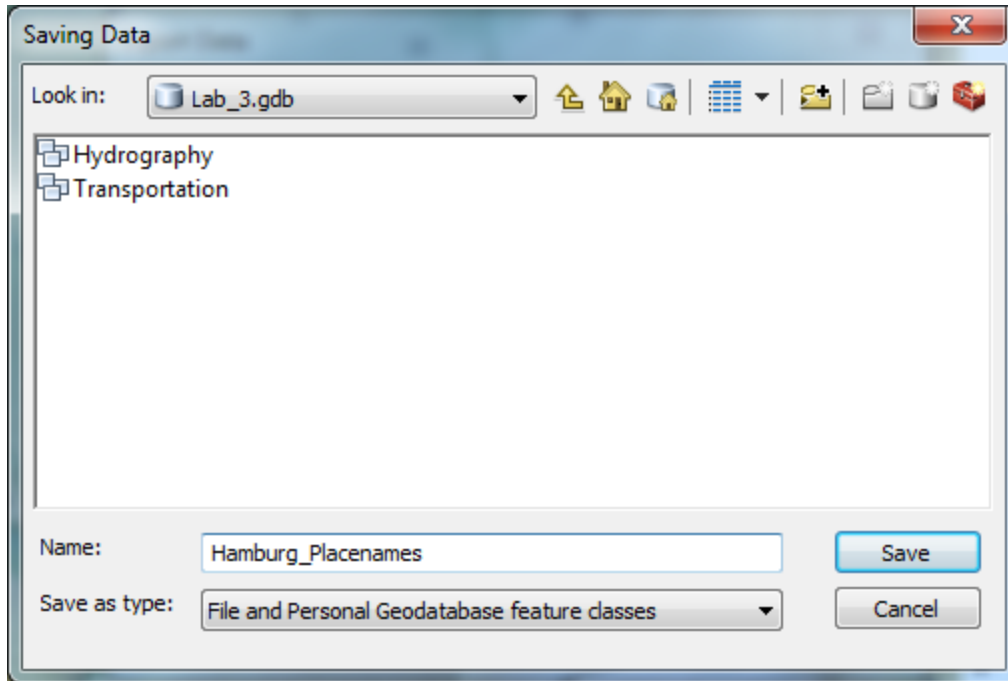 Saving Data
Look in: Lab_3.gdb
Hydrography
Transportation
Name: Hamburg_Placenames Save
Save as type: File and Personal Geodatabase feature classes Cancel